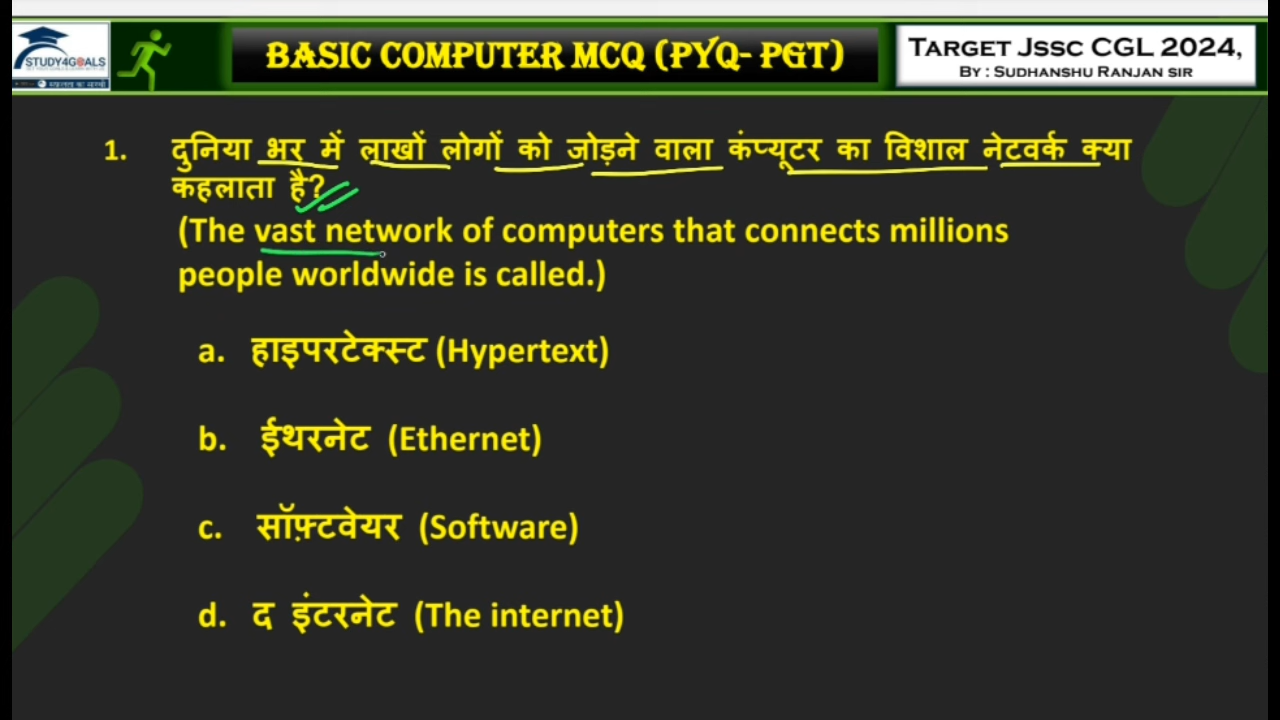 STUDY4GOALS
BASIC COMPUTER MCQ (PYQ- PGT)
TARGET JSSC CGL 2024,
BY : SUDHANSHU RANJAN SIR
1. दुनिया भर में लाखों लोगों को जोड़ने वाला कंप्यूटर का विशाल नेटवर्क क्या
कहलाता है?
(The vast network of computers that connects millions
people worldwide is called.)
a. हाइपरटेक्स्ट (Hypertext)
b. ईथरनेट (Ethernet)
c. सॉफ़्टवेयर (Software)
d. द इंटरनेट (The internet)